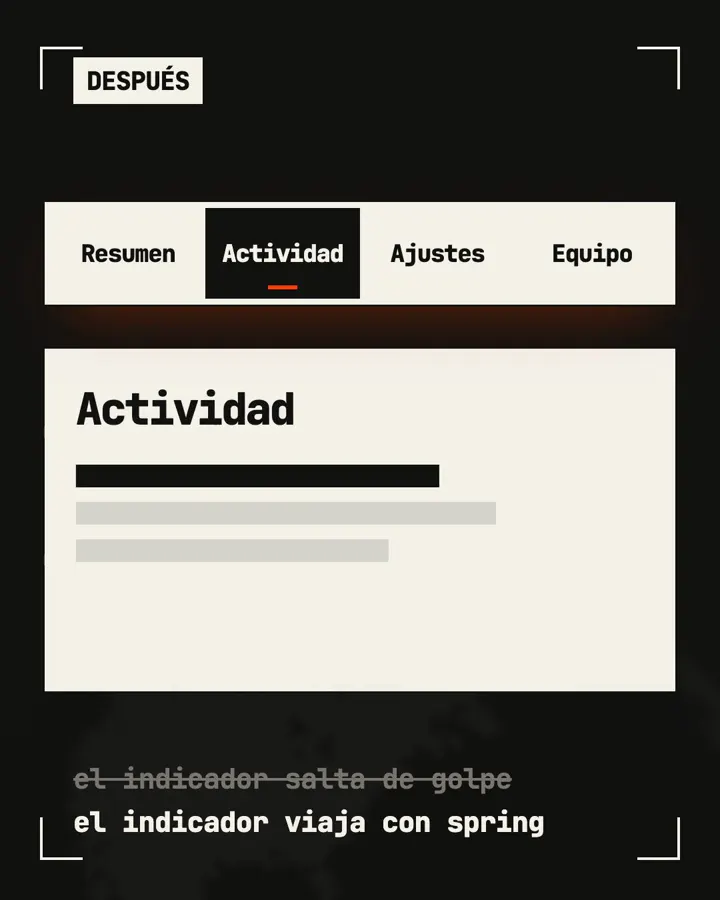 DESPUÉS
Resumen Actividad Ajustes Equipo
Actividad
el indicador salta de golpe
el indicador viaja con spring